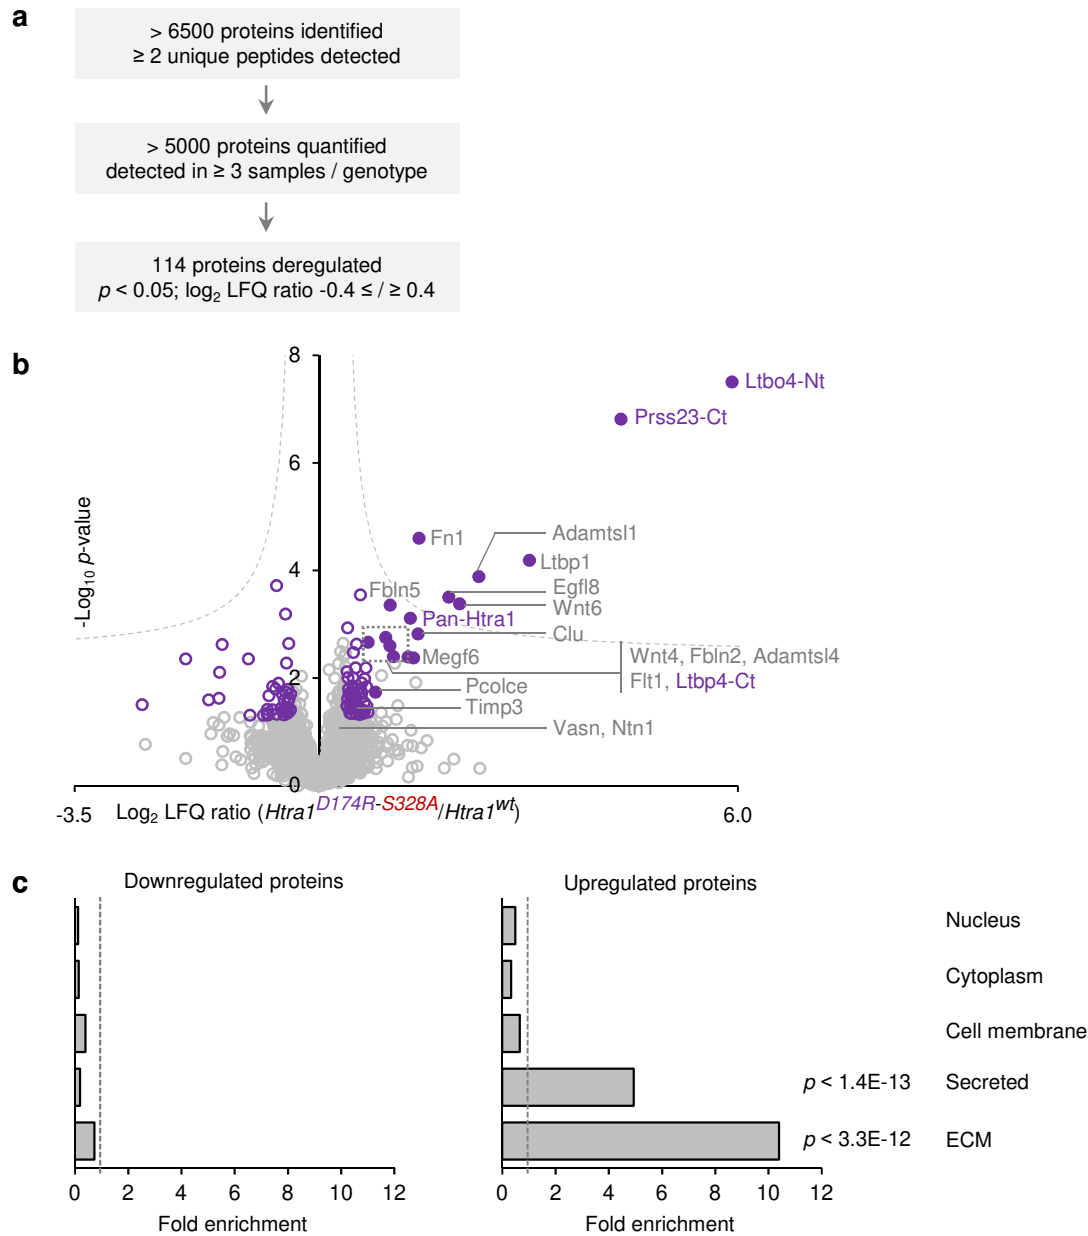 a
> 6500 proteins identified
≥ 2 unique peptides detected
> 5000 proteins quantified
detected in ≥ 3 samples / genotype
114 proteins deregulated
p < 0.05; log₂ LFQ ratio -0.4 ≤ / ≥ 0.4
b
8
6
4
2
0
-Log₁₀ p-value
Ltbo4-Nt
Prss23-Ct
Fn1
Adamtsl1
Ltbp1
Fbln5
Egfl8
Wnt6
Pan-Htra1
Clu
Megf6
Wnt4, Fbln2, Adamtsl4
Flt1, Ltbp4-Ct
Pcolce
Timp3
Vasn, Ntn1
-3.5
Log₂ LFQ ratio (Htra1D174R-S328A/Htra1wt)
6.0
c
Downregulated proteins
Upregulated proteins
Nucleus
Cytoplasm
Cell membrane
p < 1.4E-13 Secreted
p < 3.3E-12 ECM
0 2 4 6 8 10 12
0 2 4 6 8 10 12
Fold enrichment
Fold enrichment